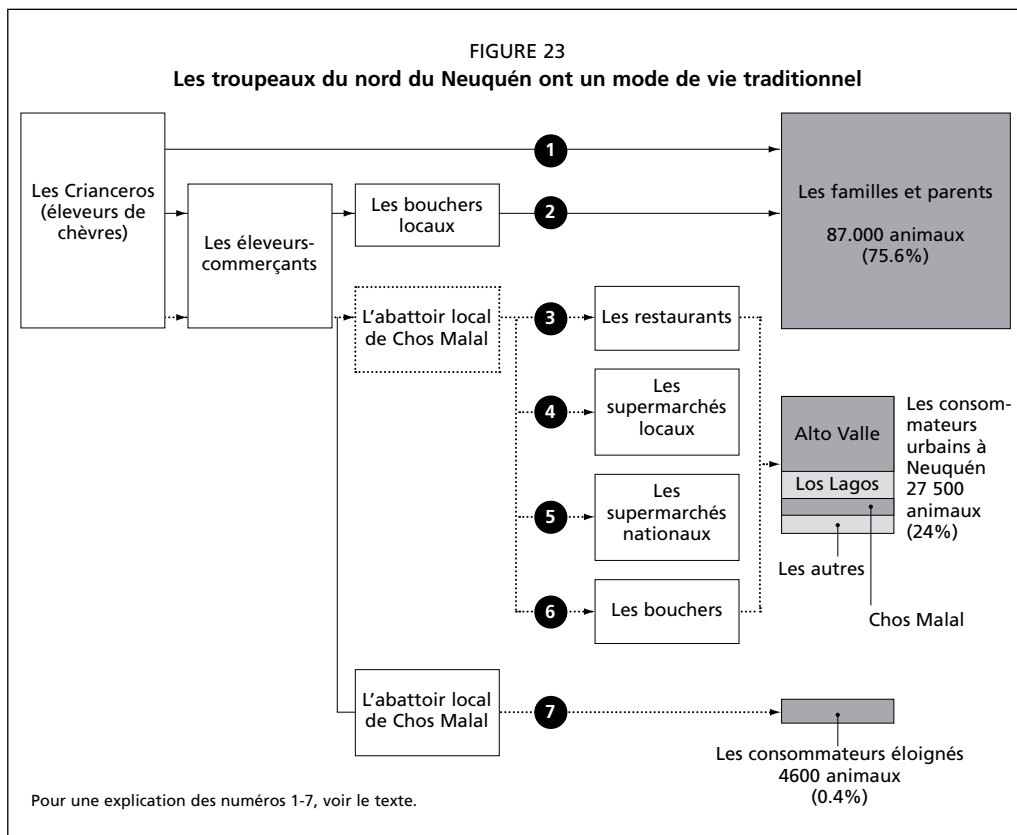 FIGURE 23
Les troupeaux du nord du Neuquén ont un mode de vie traditionnel
Les Crianceros
(éleveurs de
chèvres)
Les éleveurs-
commerçants
1
Les bouchers
locaux
2
Les familles et parents
87.000 animaux
(75.6%)
L'abattoir local
de Chos Malal
3
Les restaurants
4
Les
supermarchés
locaux
5
Les
supermarchés
nationaux
6
Les bouchers
Alto Valle
Los Lagos
Les autres
Chos Malal
Les consom-
mateurs
urbains à
Neuquén
27 500
animaux
(24%)
L'abattoir local
de Chos Malal
7
Les consommateurs éloignés
4600 animaux
(0.4%)
Pour une explication des numéros 1-7, voir le texte.